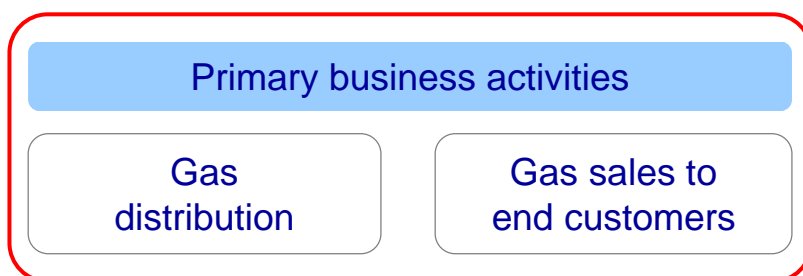 Primary business activities
Gas
distribution
Gas sales to
end customers